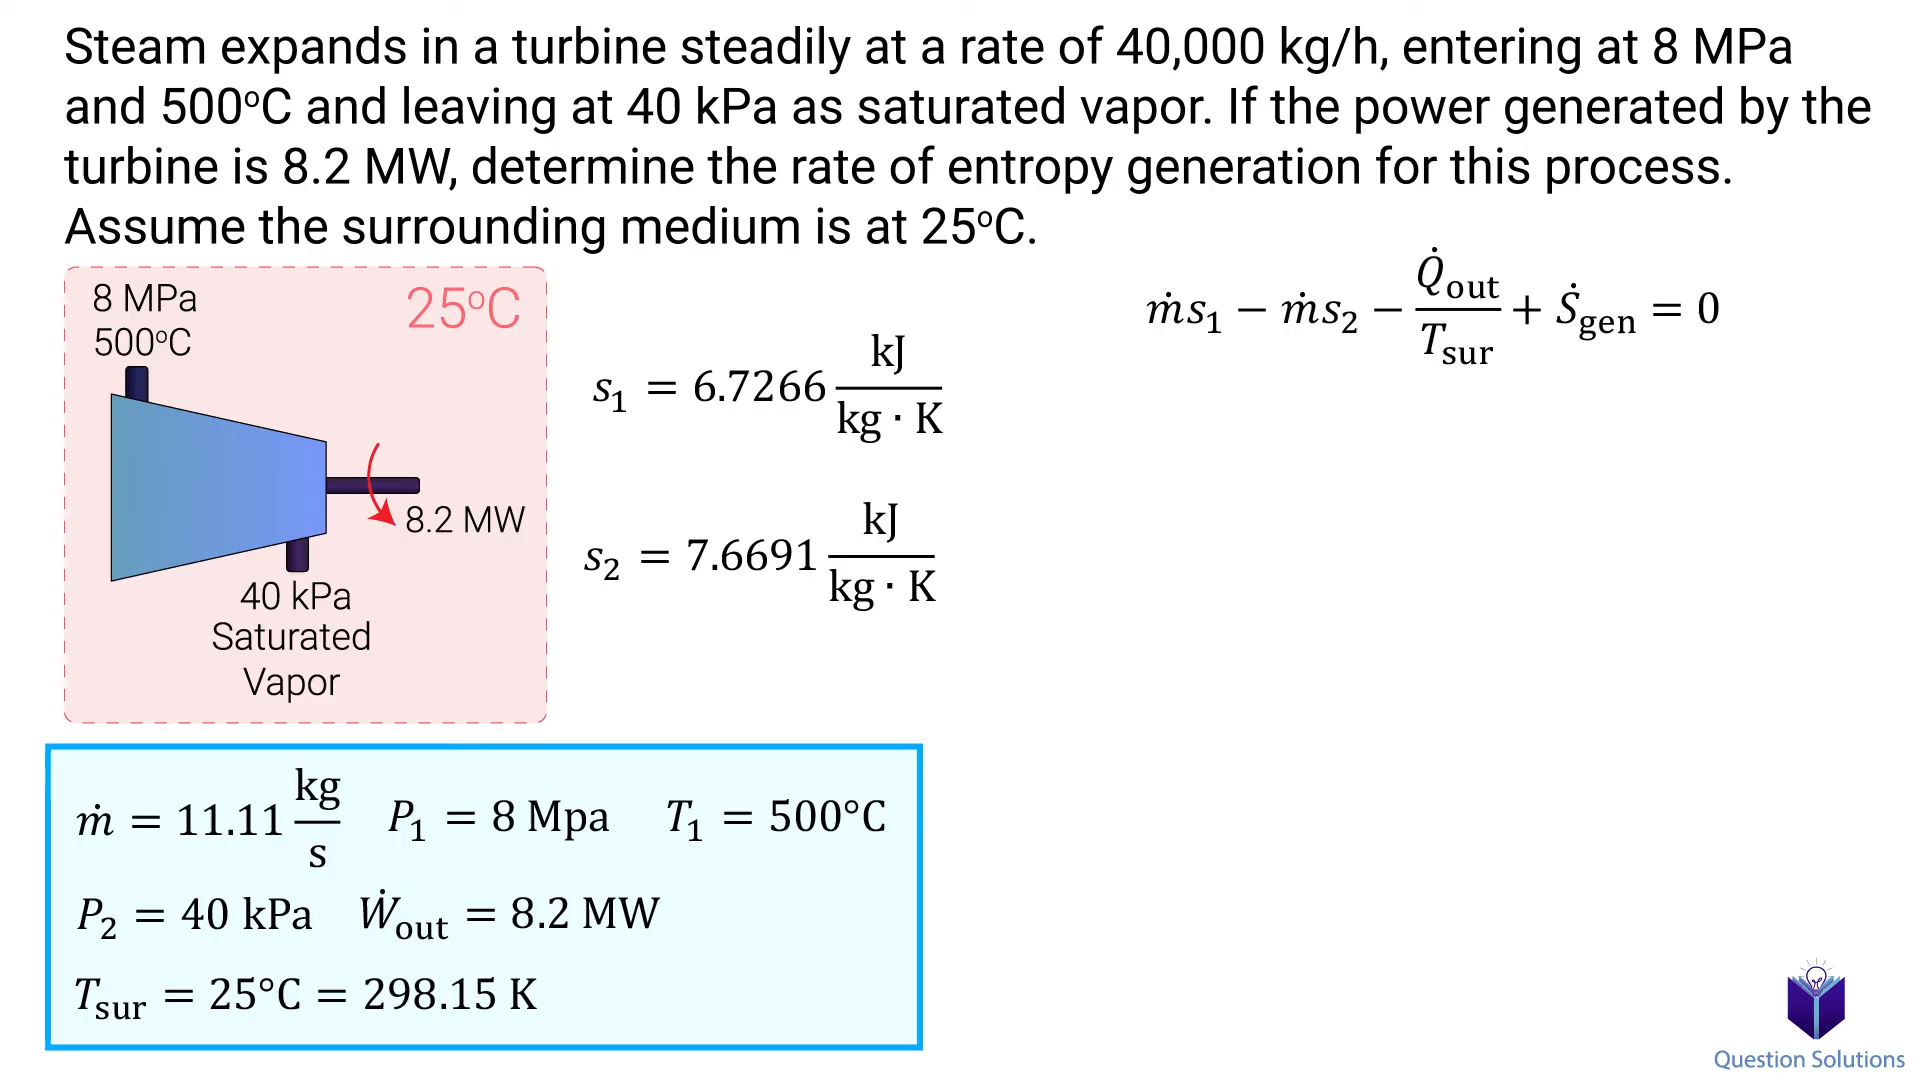 Steam expands in a turbine steadily at a rate of 40,000 kg/h, entering at 8 MPa
and 500°C and leaving at 40 kPa as saturated vapor. If the power generated by the
turbine is 8.2 MW, determine the rate of entropy generation for this process.
Assume the surrounding medium is at 25°C.
8 MPa
500°C
25°C
8.2 MW
40 kPa
Saturated
Vapor
s₁ = 6.7266 kJ/(kg · K)
s₂ = 7.6691 kJ/(kg · K)
ṁs₁ − ṁs₂ − Q̇out/Tsur + Ṡgen = 0
ṁ = 11.11 kg/s P₁ = 8 Mpa T₁ = 500°C
P₂ = 40 kPa Ẇout = 8.2 MW
Tsur = 25°C = 298.15 K
Question Solutions